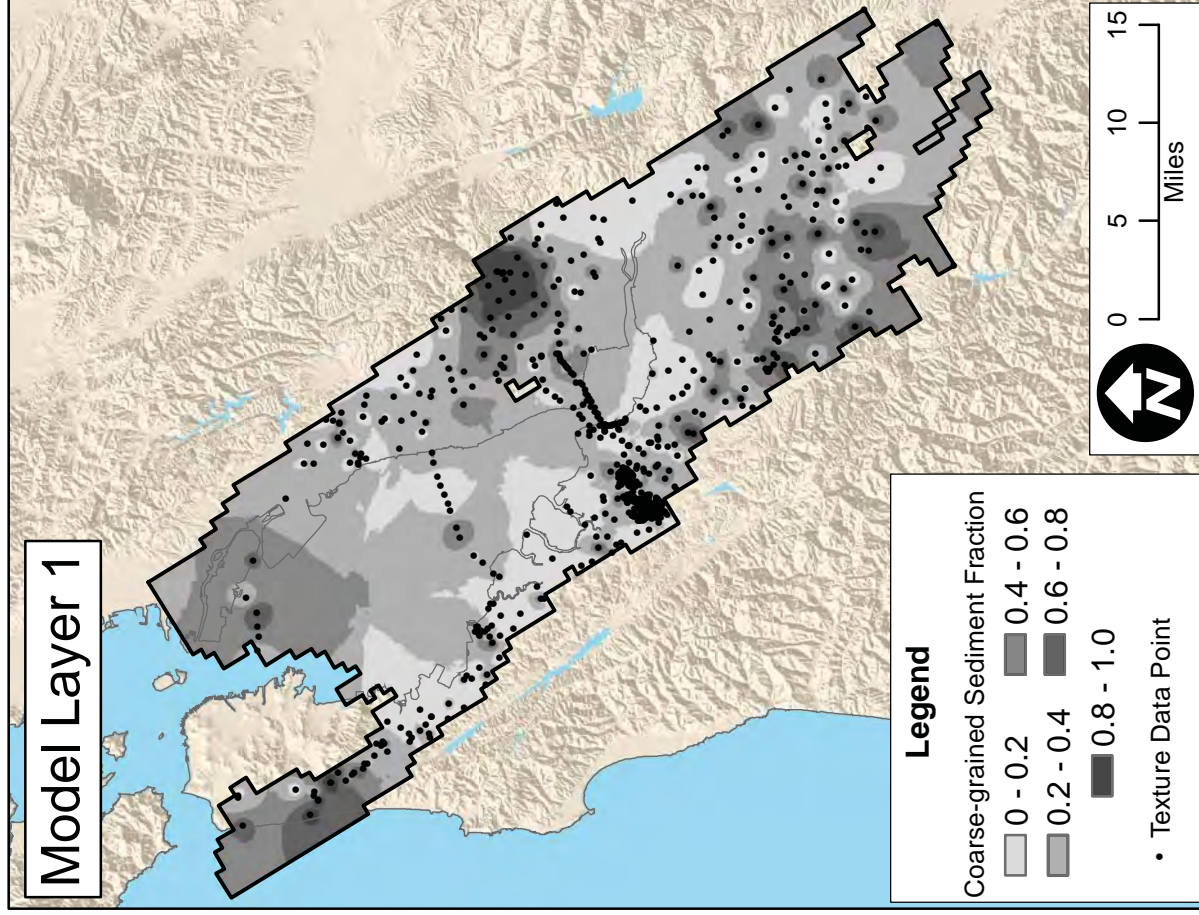 Model Layer 1
Legend
Coarse-grained Sediment Fraction
0 - 0.2
0.4 - 0.6
0.2 - 0.4
0.6 - 0.8
0.8 - 1.0
Texture Data Point
N
0 5 10 15
Miles